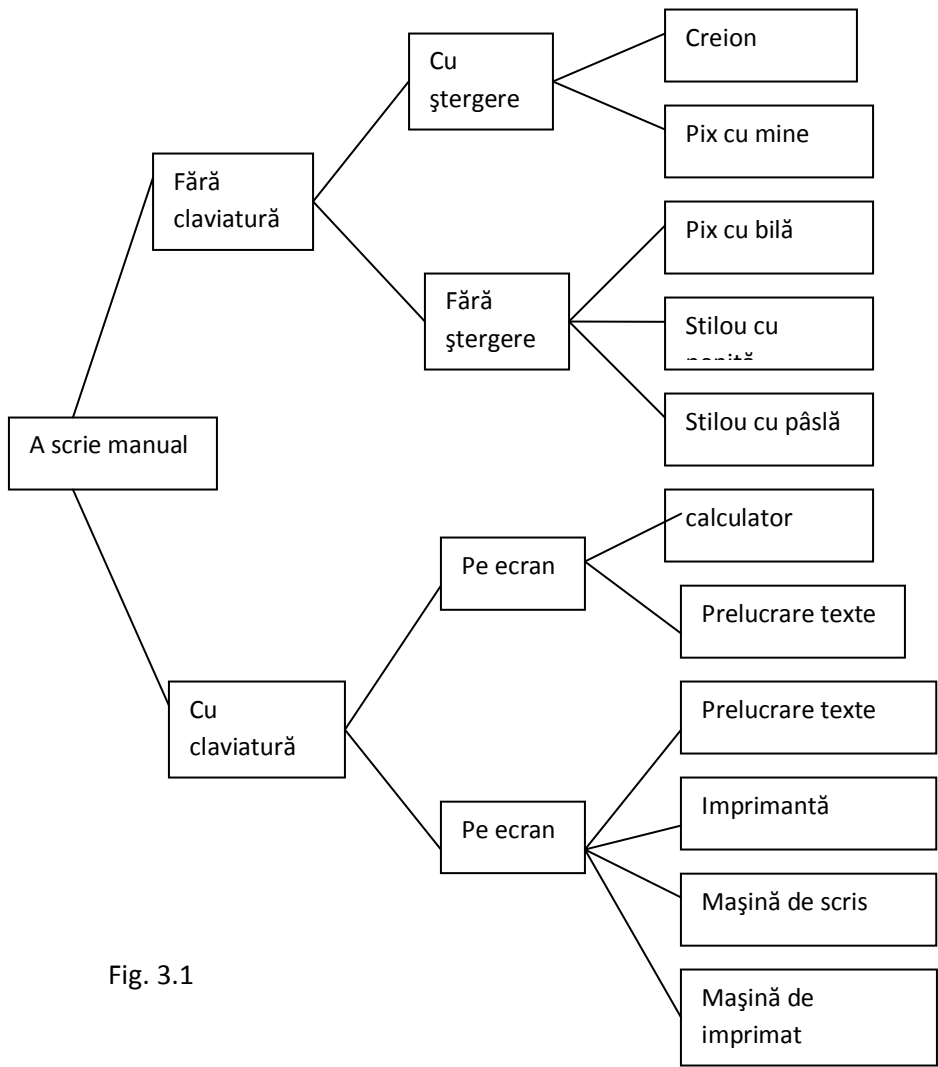 Creion
Cu
ştergere
Pix cu mine
Fără
claviatură
Pix cu bilă
Fără
ştergere
Stilou cu
Stilou cu pâslă
A scrie manual
calculator
Pe ecran
Prelucrare texte
Cu
claviatură
Prelucrare texte
Imprimantă
Pe ecran
Maşină de scris
Maşină de
imprimat
Fig. 3.1